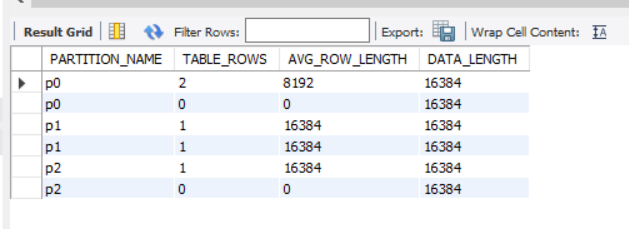 Result Grid Filter Rows: Export: Wrap Cell Content: IA
PARTITION_NAME TABLE_ROWS AVG_ROW_LENGTH DATA_LENGTH
p0 2 8192 16384
p0 0 0 16384
p1 1 16384 16384
p1 1 16384 16384
p2 1 16384 16384
p2 0 0 16384